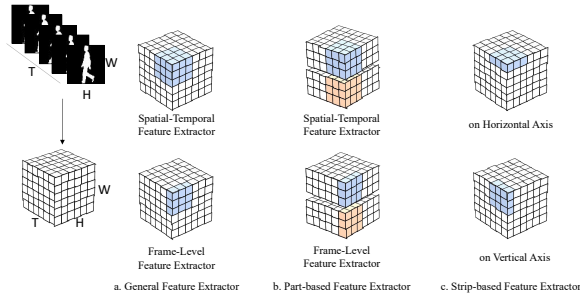 W
T
H
Spatial-Temporal
Feature Extractor
Spatial-Temporal
Feature Extractor
on Horizontal Axis
W
T
H
Frame-Level
Feature Extractor
Frame-Level
Feature Extractor
on Vertical Axis
a. General Feature Extractor
b. Part-based Feature Extractor
c. Strip-based Feature Extractor